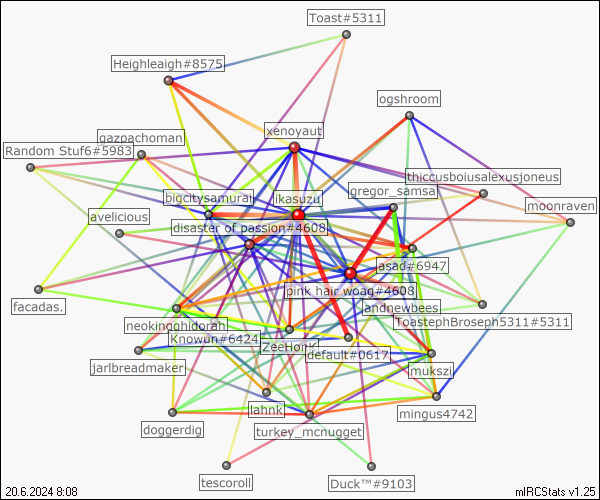 Toast#5311
Heighleaigh#8575
ogshroom
xenoyaut
gazpachoman
Random Stuf6#5983
thiccusboiusalexusjoneus
gregor_samsa
bigcitysamurai
likasuzu
moonraven
avelicious
disaster of passion#4608
asad#6947
pink hair woag#4608
facadas.
landnewbees
neokingghidorah
ToastephBroseph5311#5311
Knowun#6424
ZeeHonK
default#0617
jarlbreadmaker
mukszi
lahnk
mingus4742
doggerdig
turkey_mcnugget
tescoroll
Duck™#9103
20.6.2024 8:08
mIRCStats v1.25